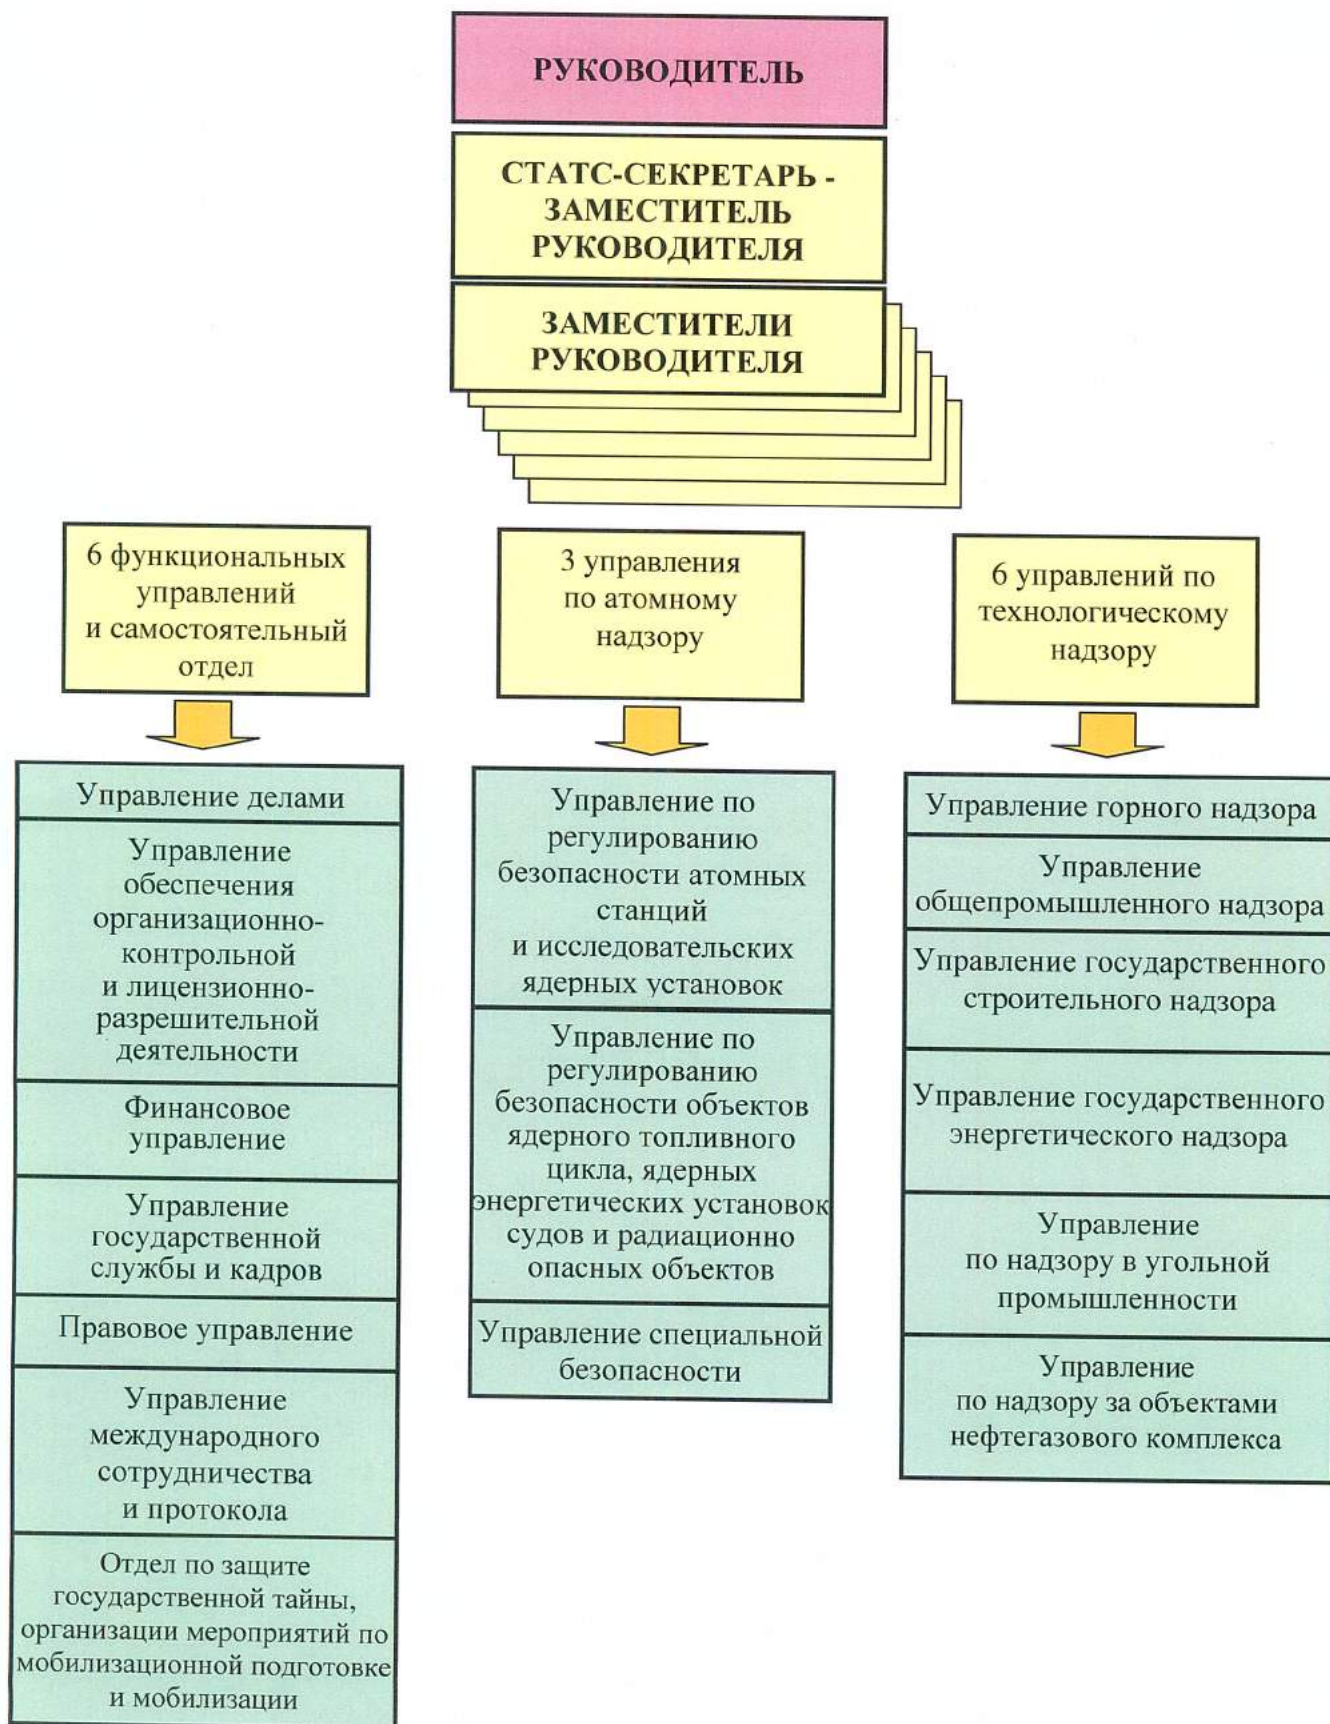 РУКОВОДИТЕЛЬ
СТАТС-СЕКРЕТАРЬ -
ЗАМЕСТИТЕЛЬ
РУКОВОДИТЕЛЯ
ЗАМЕСТИТЕЛИ
РУКОВОДИТЕЛЯ
6 функциональных
управлений
и самостоятельный
отдел
Управление делами
Управление
обеспечения
организационно-
контрольной
и лицензионно-
разрешительной
деятельности
Финансовое
управление
Управление
государственной
службы и кадров
Правовое управление
Управление
международного
сотрудничества
и протокола
Отдел по защите
государственной тайны,
организации мероприятий по
мобилизационной подготовке
и мобилизации
3 управления
по атомному
надзору
Управление по
регулированию
безопасности атомных
станций
и исследовательских
ядерных установок
Управление по
регулированию
безопасности объектов
ядерного топливного
цикла, ядерных
энергетических установок
судов и радиационно
опасных объектов
Управление специальной
безопасности
6 управлений по
технологическому
надзору
Управление горного надзора
Управление
общепромышленного надзора
Управление государственного
строительного надзора
Управление государственного
энергетического надзора
Управление
по надзору в угольной
промышленности
Управление
по надзору за объектами
нефтегазового комплекса